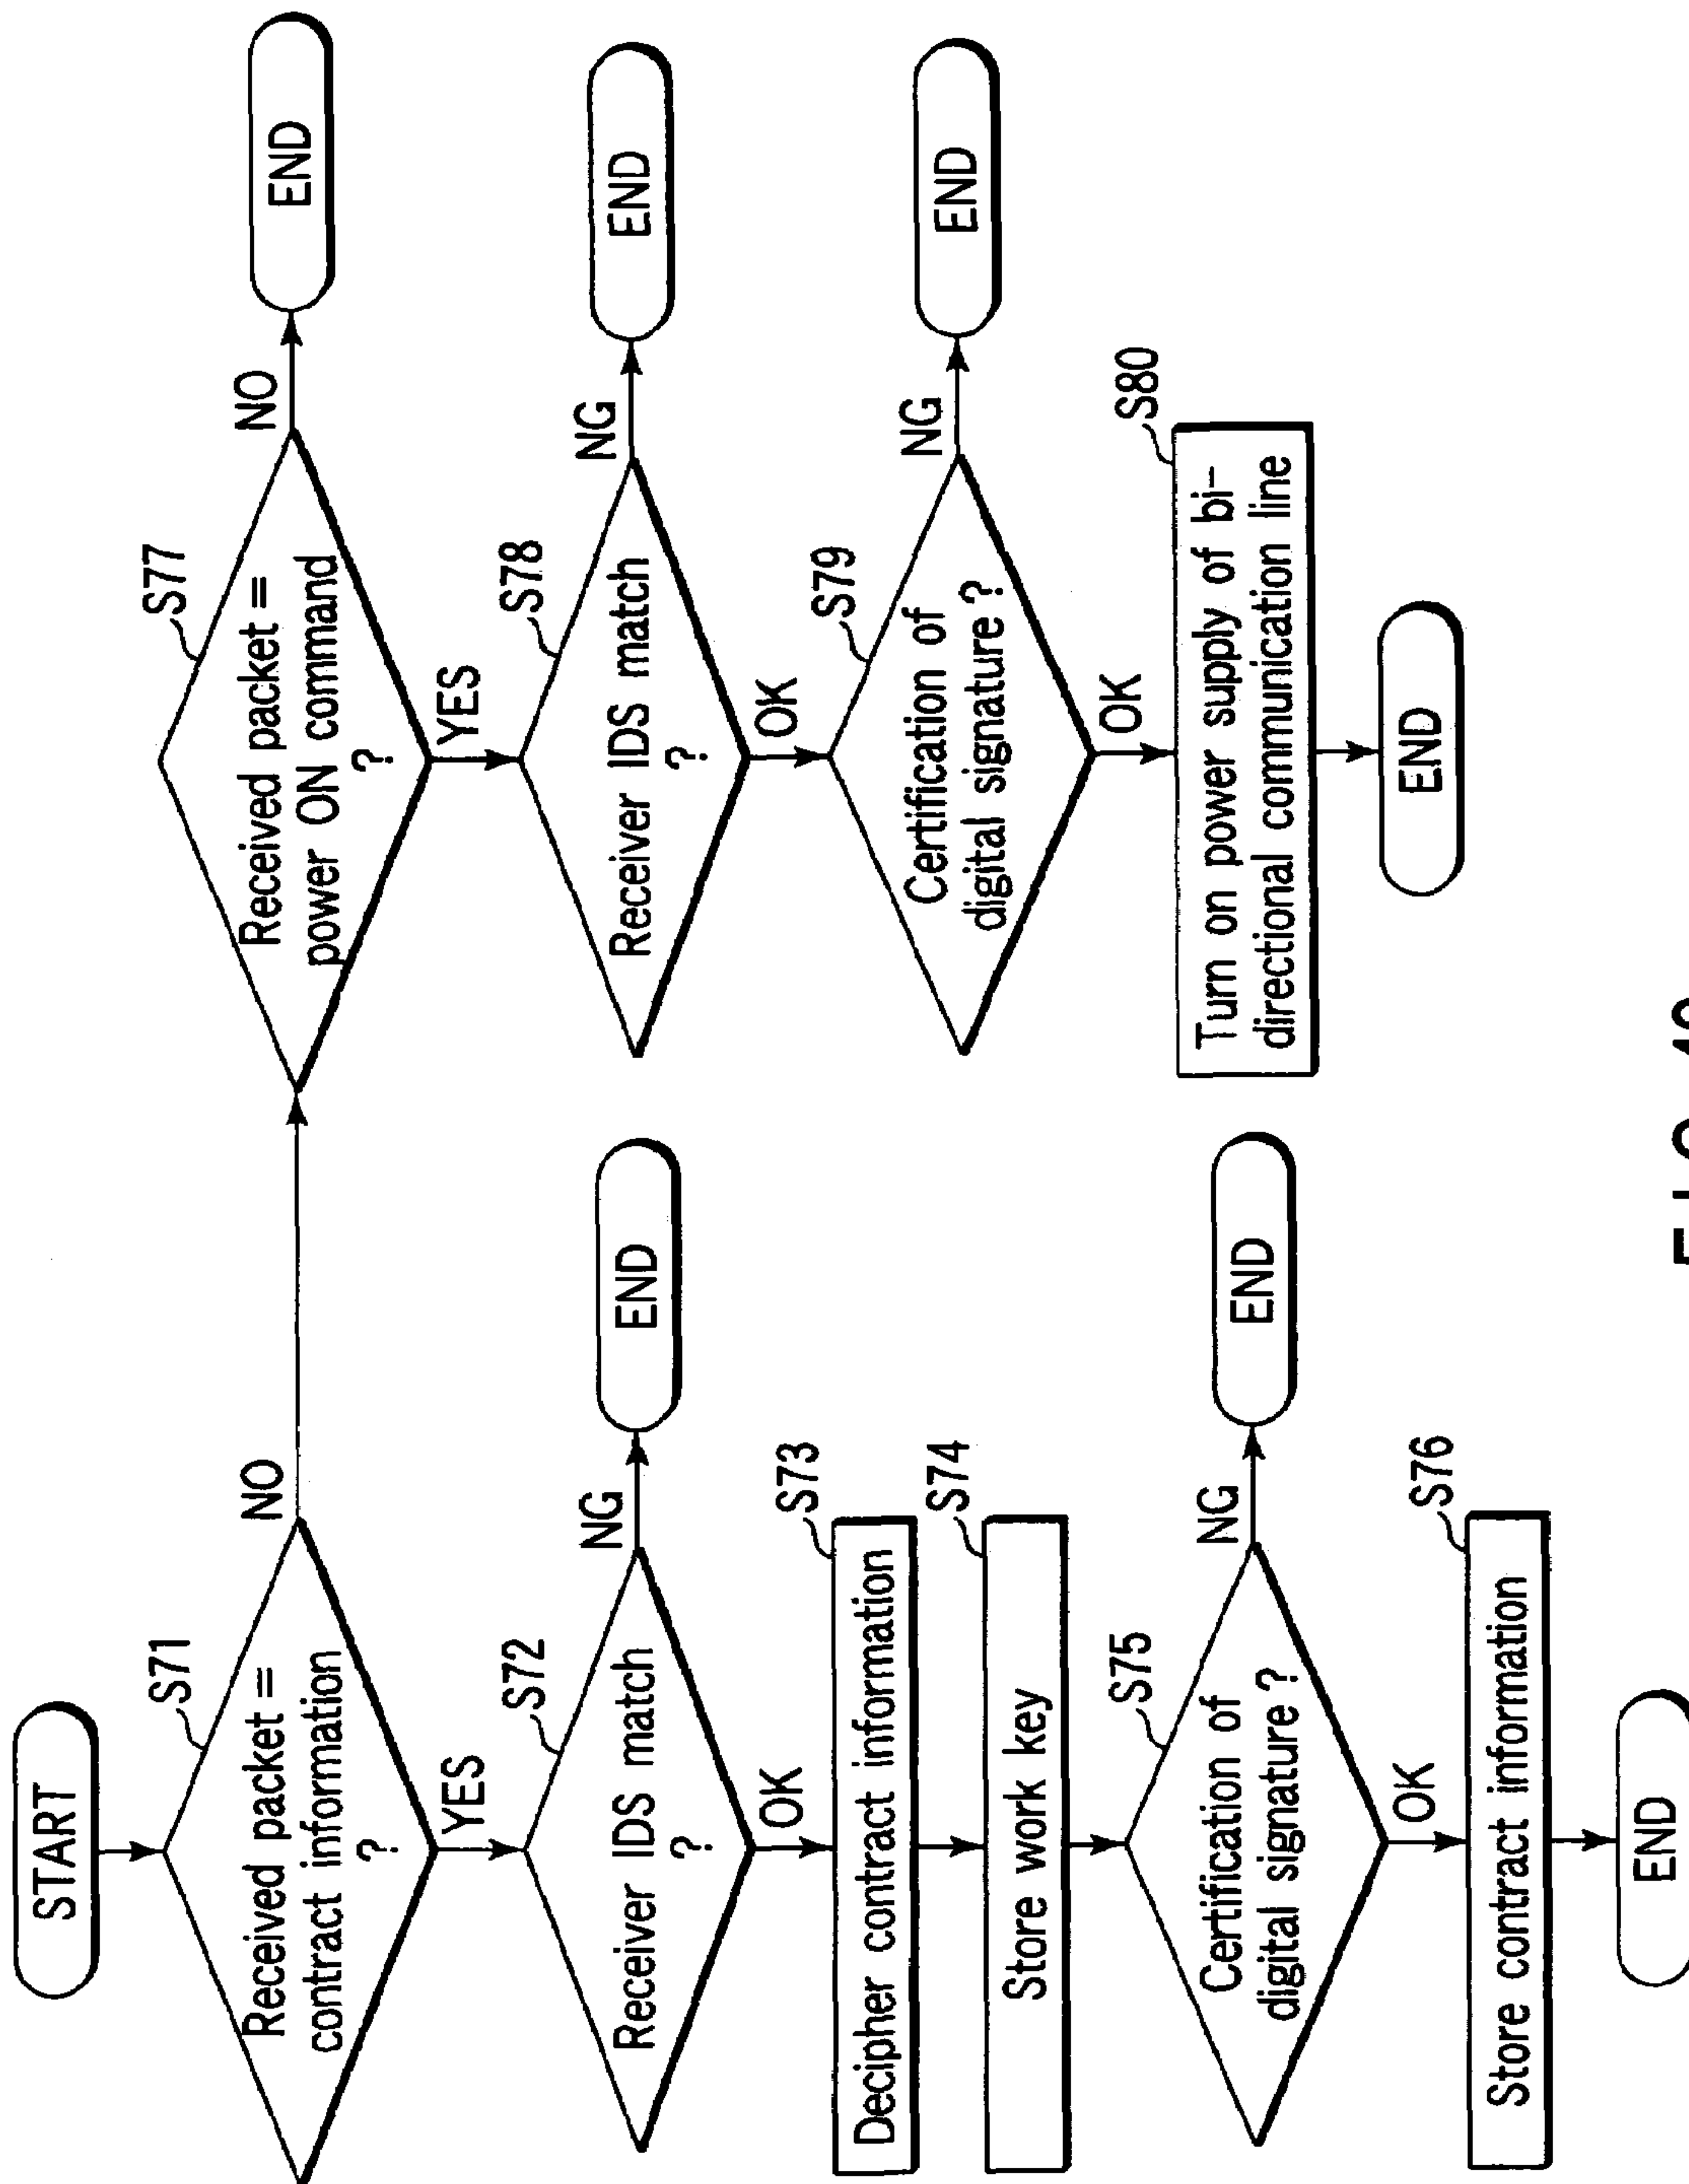 START
S71
Received packet =
contract information
?
NO
YES
S72
Receiver IDS match
?
NG
END
OK
S73
Decipher contract information
S74
Store work key
S75
Certification of
digital signature ?
NG
END
OK
S76
Store contract information
END
S77
Received packet =
power ON command
?
NO
END
YES
S78
Receiver IDS match
?
NG
END
OK
S79
Certification of
digital signature ?
NG
END
OK
S80
Turn on power supply of bi-
directional communication line
END